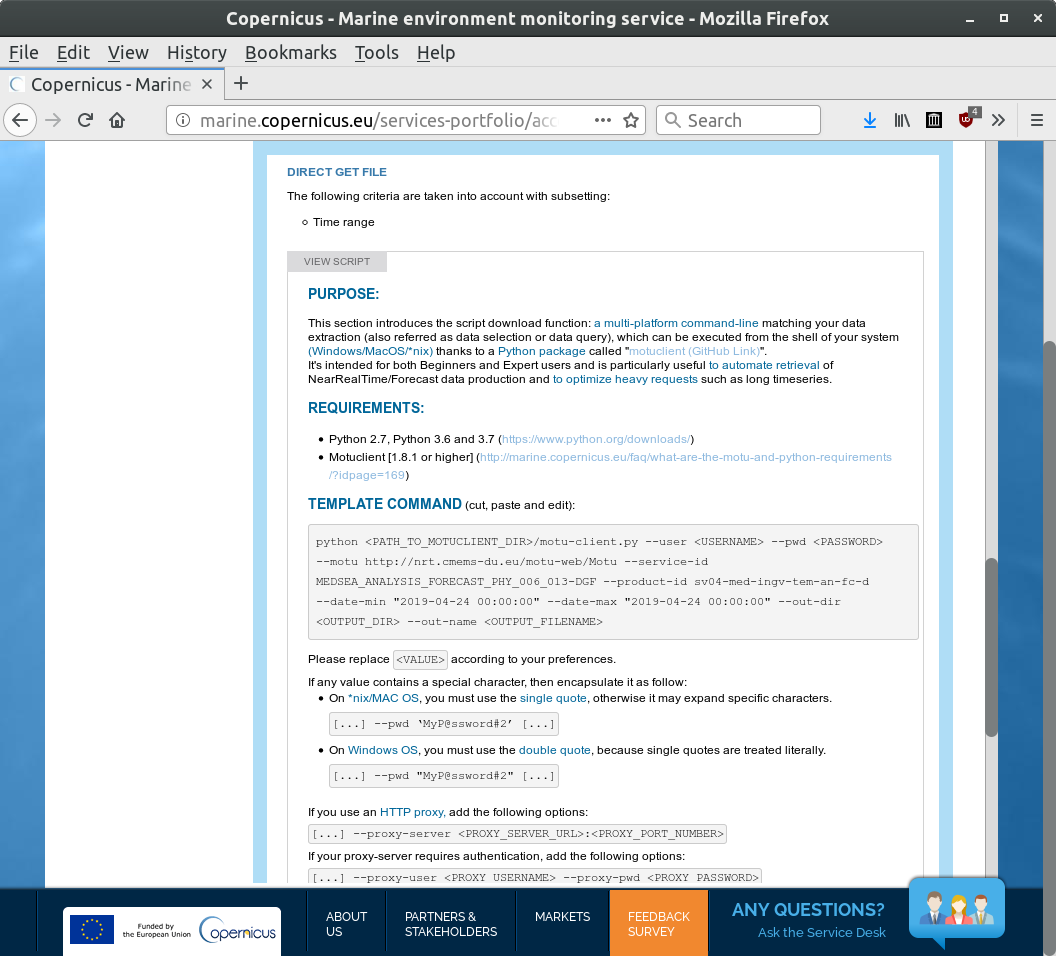 Copernicus - Marine environment monitoring service - Mozilla Firefox
File Edit View History Bookmarks Tools Help
Copernicus - Marine
marine.copernicus.eu/services-portfolio/acc
Search
4
DIRECT GET FILE
The following criteria are taken into account with subsetting:
Time range
VIEW SCRIPT
PURPOSE:
This section introduces the script download function: a multi-platform command-line matching your data
extraction (also referred as data selection or data query), which can be executed from the shell of your system
(Windows/MacOS/*nix) thanks to a Python package called "motuclient (GitHub Link)".
It's intended for both Beginners and Expert users and is particularly useful to automate retrieval of
NearRealTime/Forecast data production and to optimize heavy requests such as long timeseries.
REQUIREMENTS:
• Python 2.7, Python 3.6 and 3.7 (https://www.python.org/downloads/)
• Motuclient [1.8.1 or higher] (http://marine.copernicus.eu/faq/what-are-the-motu-and-python-requirements
/?idpage=169)
TEMPLATE COMMAND (cut, paste and edit):
python <PATH_TO_MOTUCLIENT_DIR>/motu-client.py --user <USERNAME> --pwd <PASSWORD>
--motu http://nrt.cmems-du.eu/motu-web/Motu --service-id
MEDSEA_ANALYSIS_FORECAST_PHY_006_013-DGF --product-id sv04-med-ingv-tem-an-fc-d
--date-min "2019-04-24 00:00:00" --date-max "2019-04-24 00:00:00" --out-dir
<OUTPUT_DIR> --out-name <OUTPUT_FILENAME>
Please replace <VALUE> according to your preferences.
If any value contains a special character, then encapsulate it as follow:
• On *nix/MAC OS, you must use the single quote, otherwise it may expand specific characters.
[...] --pwd ‘MyP@ssword#2’ [...]
• On Windows OS, you must use the double quote, because single quotes are treated literally.
[...] --pwd "MyP@ssword#2" [...]
If you use an HTTP proxy, add the following options:
[...] --proxy-server <PROXY_SERVER_URL>:<PROXY_PORT_NUMBER>
If your proxy-server requires authentication, add the following options:
[...] --proxy-user <PROXY_USERNAME> --proxy-pwd <PROXY_PASSWORD>
Funded by
the European Union
opernicus
ABOUT
US
PARTNERS &
STAKEHOLDERS
MARKETS
FEEDBACK
SURVEY
ANY QUESTIONS?
Ask the Service Desk